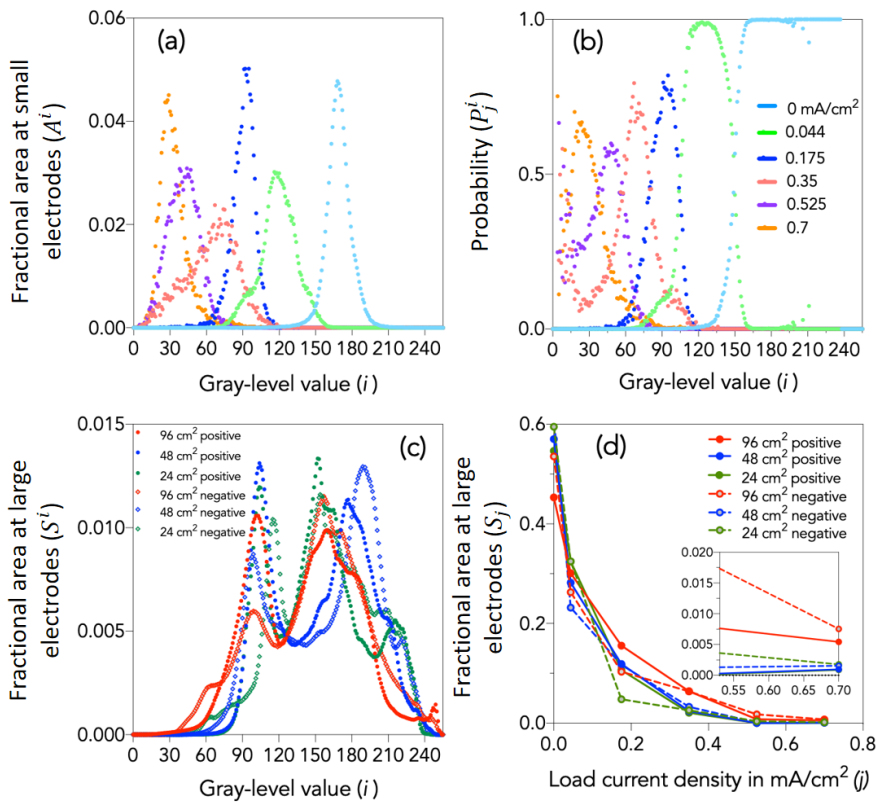 (a)
Fractional area at small
electrodes (Aⁱ)
0.06
0.04
0.02
0.00
0 30 60 90 120 150 180 210 240
Gray-level value (i)
(b)
Probability (Pⱼⁱ)
1.0
0.5
0.0
0 mA/cm²
0.044
0.175
0.35
0.525
0.7
0 30 60 90 120 150 180 210 240
Gray-level value (i)
(c)
Fractional area at large
electrodes (Sⁱ)
0.015
0.010
0.005
0.000
96 cm² positive
48 cm² positive
24 cm² positive
96 cm² negative
48 cm² negative
24 cm² negative
0 30 60 90 120 150 180 210 240
Gray-level value (i)
(d)
Fractional area at large
electrodes (Sⱼ)
0.6
0.4
0.2
0.0
96 cm² positive
48 cm² positive
24 cm² positive
96 cm² negative
48 cm² negative
24 cm² negative
0.020
0.015
0.010
0.005
0.000
0.55 0.60 0.65 0.70
0.0 0.2 0.4 0.6 0.8
Load current density in mA/cm² (j)